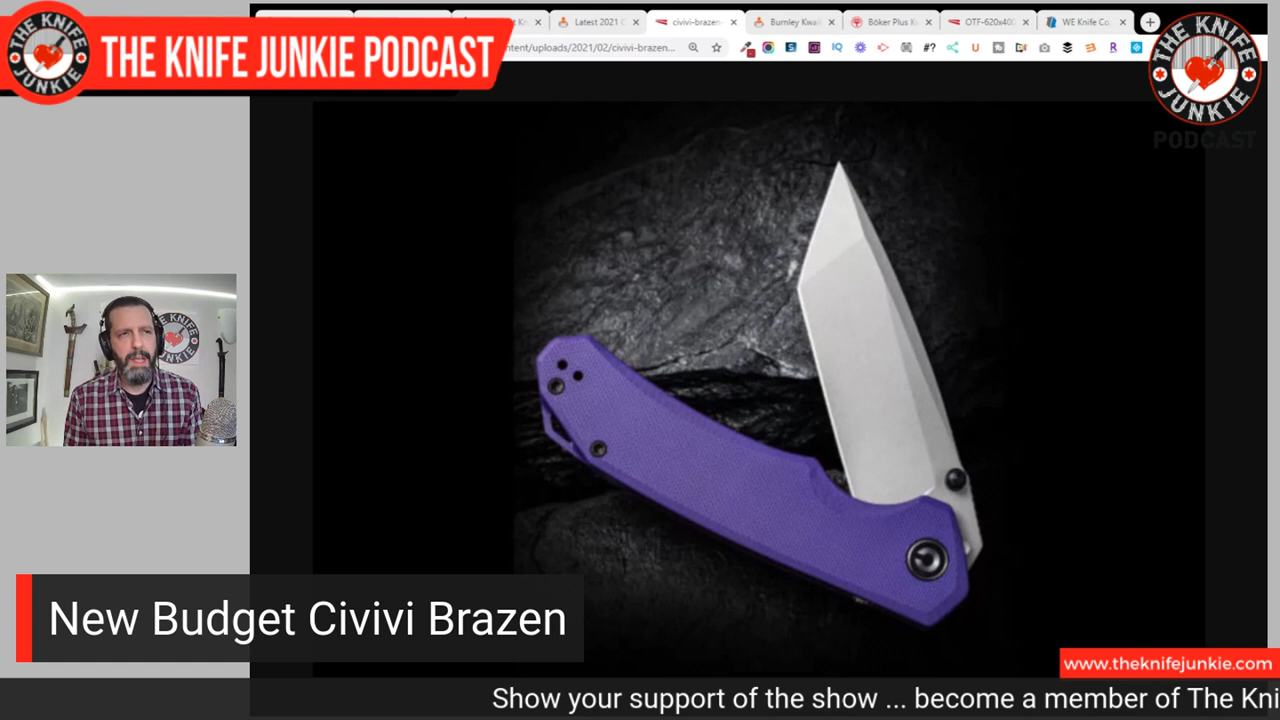 THE KNIFE JUNKIE
THE KNIFE JUNKIE PODCAST
Latest 2021 C
civivi-brazen
Burnley Kwai
Böker Plus K
OTF-620x400
WE Knife Co.
ntent/uploads/2021/02/civivi-brazen...
IQ
#?
U
R
THE KNIFE
JUNKIE
PODCAST
THE KNIFE
JUNKIE
New Budget Civivi Brazen
www.theknifejunkie.com
Show your support of the show ... become a member of The Kni